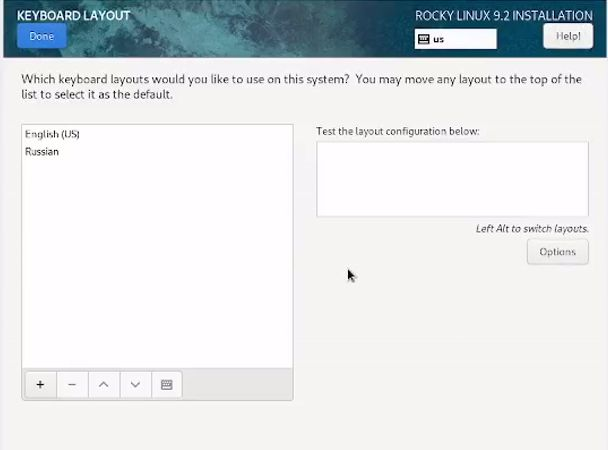 KEYBOARD LAYOUT
ROCKY LINUX 9.2 INSTALLATION
Done
us
Help!
Which keyboard layouts would you like to use on this system? You may move any layout to the top of the
list to select it as the default.
English (US)
Russian
Test the layout configuration below:
Left Alt to switch layouts.
Options